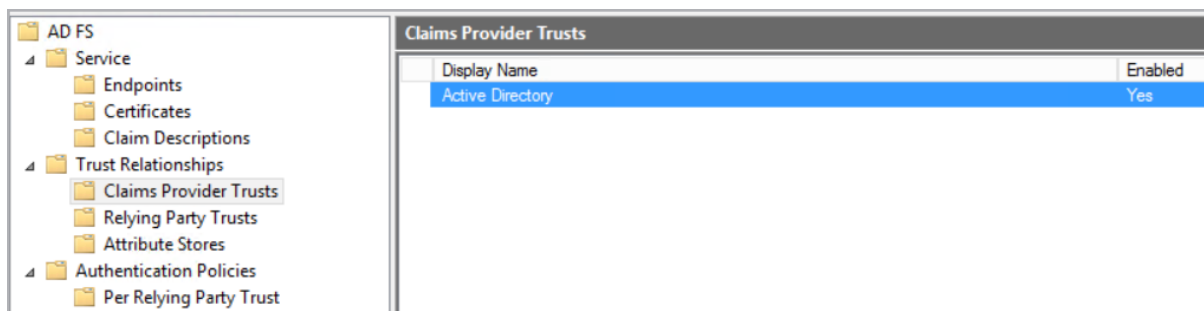 AD FS
Service
Endpoints
Certificates
Claim Descriptions
Trust Relationships
Claims Provider Trusts
Relying Party Trusts
Attribute Stores
Authentication Policies
Per Relying Party Trust
Claims Provider Trusts
Display Name Enabled
Active Directory Yes